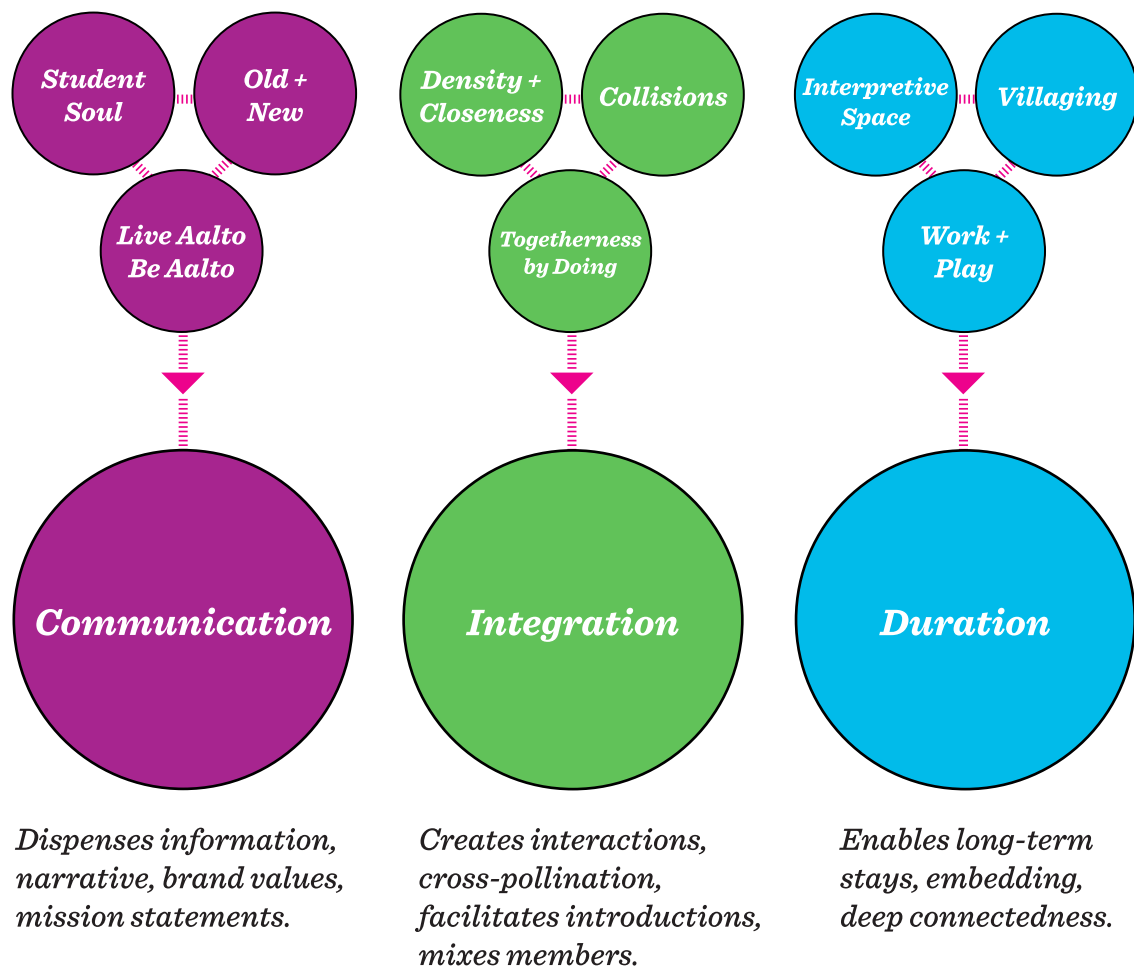 Student
Soul
Old +
New
Live Aalto
Be Aalto
Communication
Dispenses information,
narrative, brand values,
mission statements.
Density +
Closeness
Collisions
Togetherness
by Doing
Integration
Creates interactions,
cross-pollination,
facilitates introductions,
mixes members.
Interpretive
Space
Villaging
Work +
Play
Duration
Enables long-term
stays, embedding,
deep connectedness.